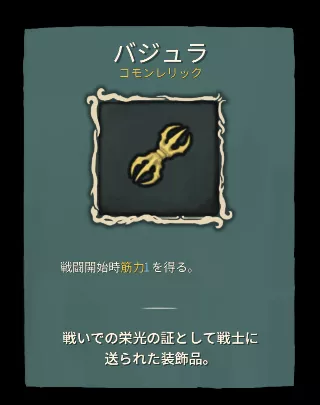 バジュラ
コモンレリック
戦闘開始時筋力1を得る。
戦いでの栄光の証として戦士に
送られた装飾品。